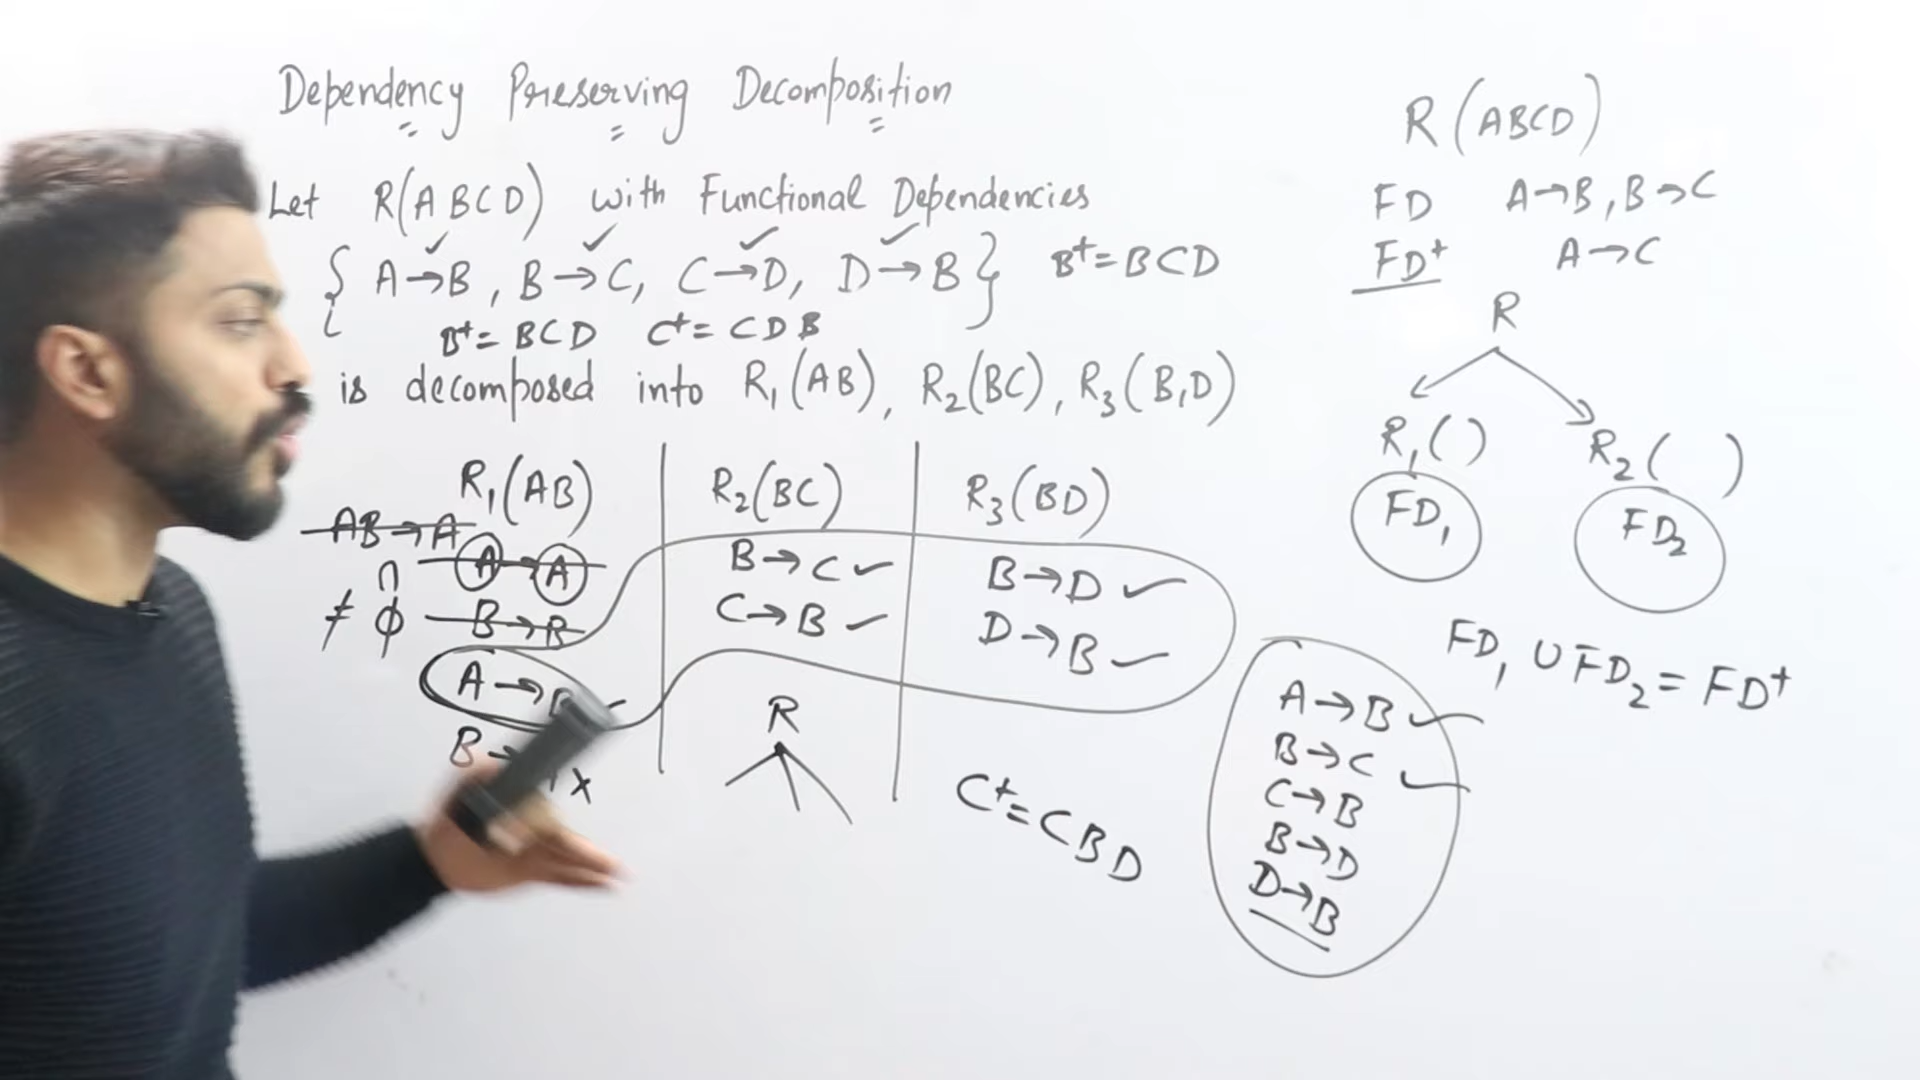 Dependency Preserving Decomposition
Let R(ABCD) with Functional Dependencies
{ A→B, B→C, C→D, D→B } B⁺=BCD
B⁺=BCD C⁺=CDB
is decomposed into R₁(AB), R₂(BC), R₃(B,D)
R₁(AB)
AB→A
A→A
∩
≠ ϕ B→B
A→B
B→ x
R₂(BC)
B→C ✓
C→B ✓
R
R₃(BD)
B→D ✓
D→B ✓
C⁺=CBD
R(ABCD)
FD A→B, B→C
FD⁺ A→C
R
R₁( ) R₂( )
FD₁ FD₂
FD₁ ∪ FD₂ = FD⁺
A→B ✓
B→C ✓
C→B
B→D
D→B